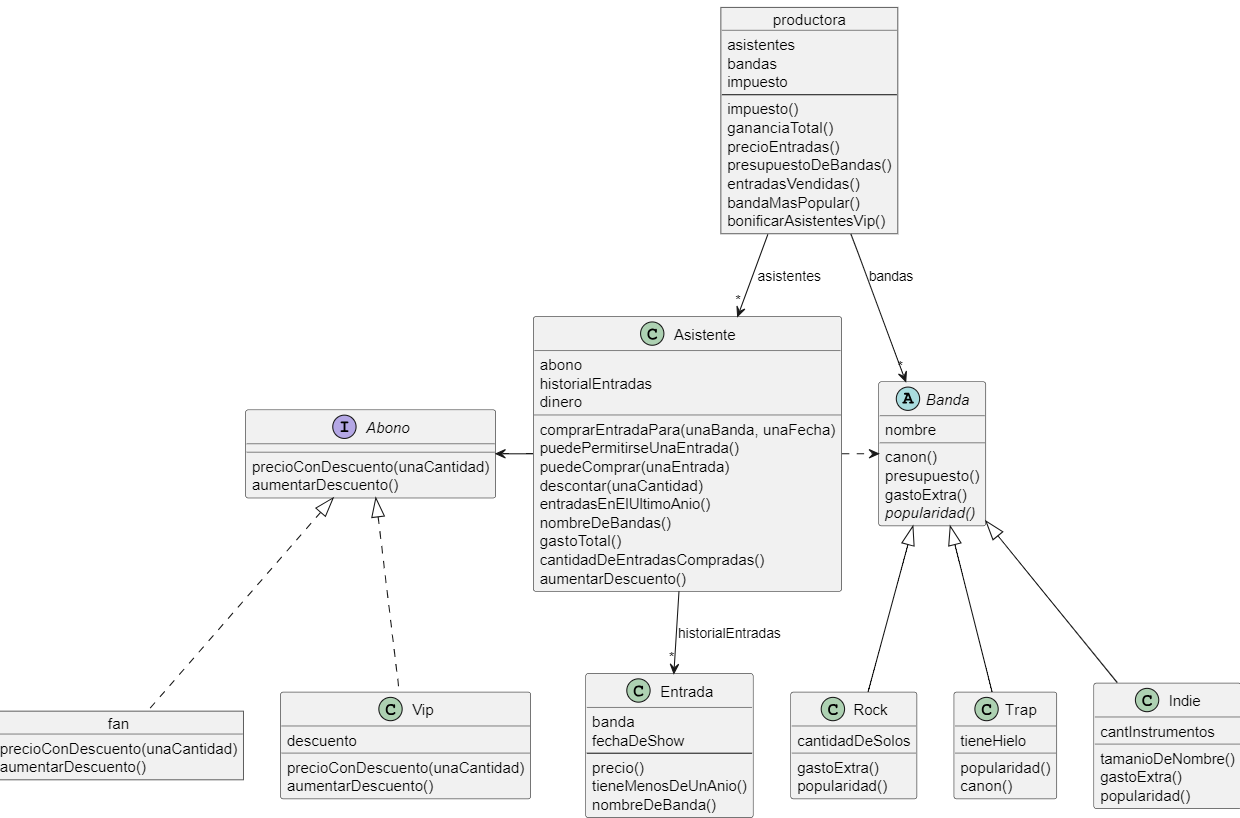 productora
asistentes
bandas
impuesto
impuesto()
gananciaTotal()
precioEntradas()
presupuestoDeBandas()
entradasVendidas()
bandaMasPopular()
bonificarAsistentesVip()
asistentes
bandas
*
*
C Asistente
abono
historialEntradas
dinero
comprarEntradaPara(unaBanda, unaFecha)
puedePermitirseUnaEntrada()
puedeComprar(unaEntrada)
descontar(unaCantidad)
entradasEnElUltimoAnio()
nombreDeBandas()
gastoTotal()
cantidadDeEntradasCompradas()
aumentarDescuento()
A Banda
nombre
canon()
presupuesto()
gastoExtra()
popularidad()
I Abono
precioConDescuento(unaCantidad)
aumentarDescuento()
historialEntradas
*
fan
precioConDescuento(unaCantidad)
aumentarDescuento()
C Vip
descuento
precioConDescuento(unaCantidad)
aumentarDescuento()
C Entrada
banda
fechaDeShow
precio()
tieneMenosDeUnAnio()
nombreDeBanda()
C Rock
cantidadDeSolos
gastoExtra()
popularidad()
C Trap
tieneHielo
popularidad()
canon()
C Indie
cantInstrumentos
tamanioDeNombre()
gastoExtra()
popularidad()